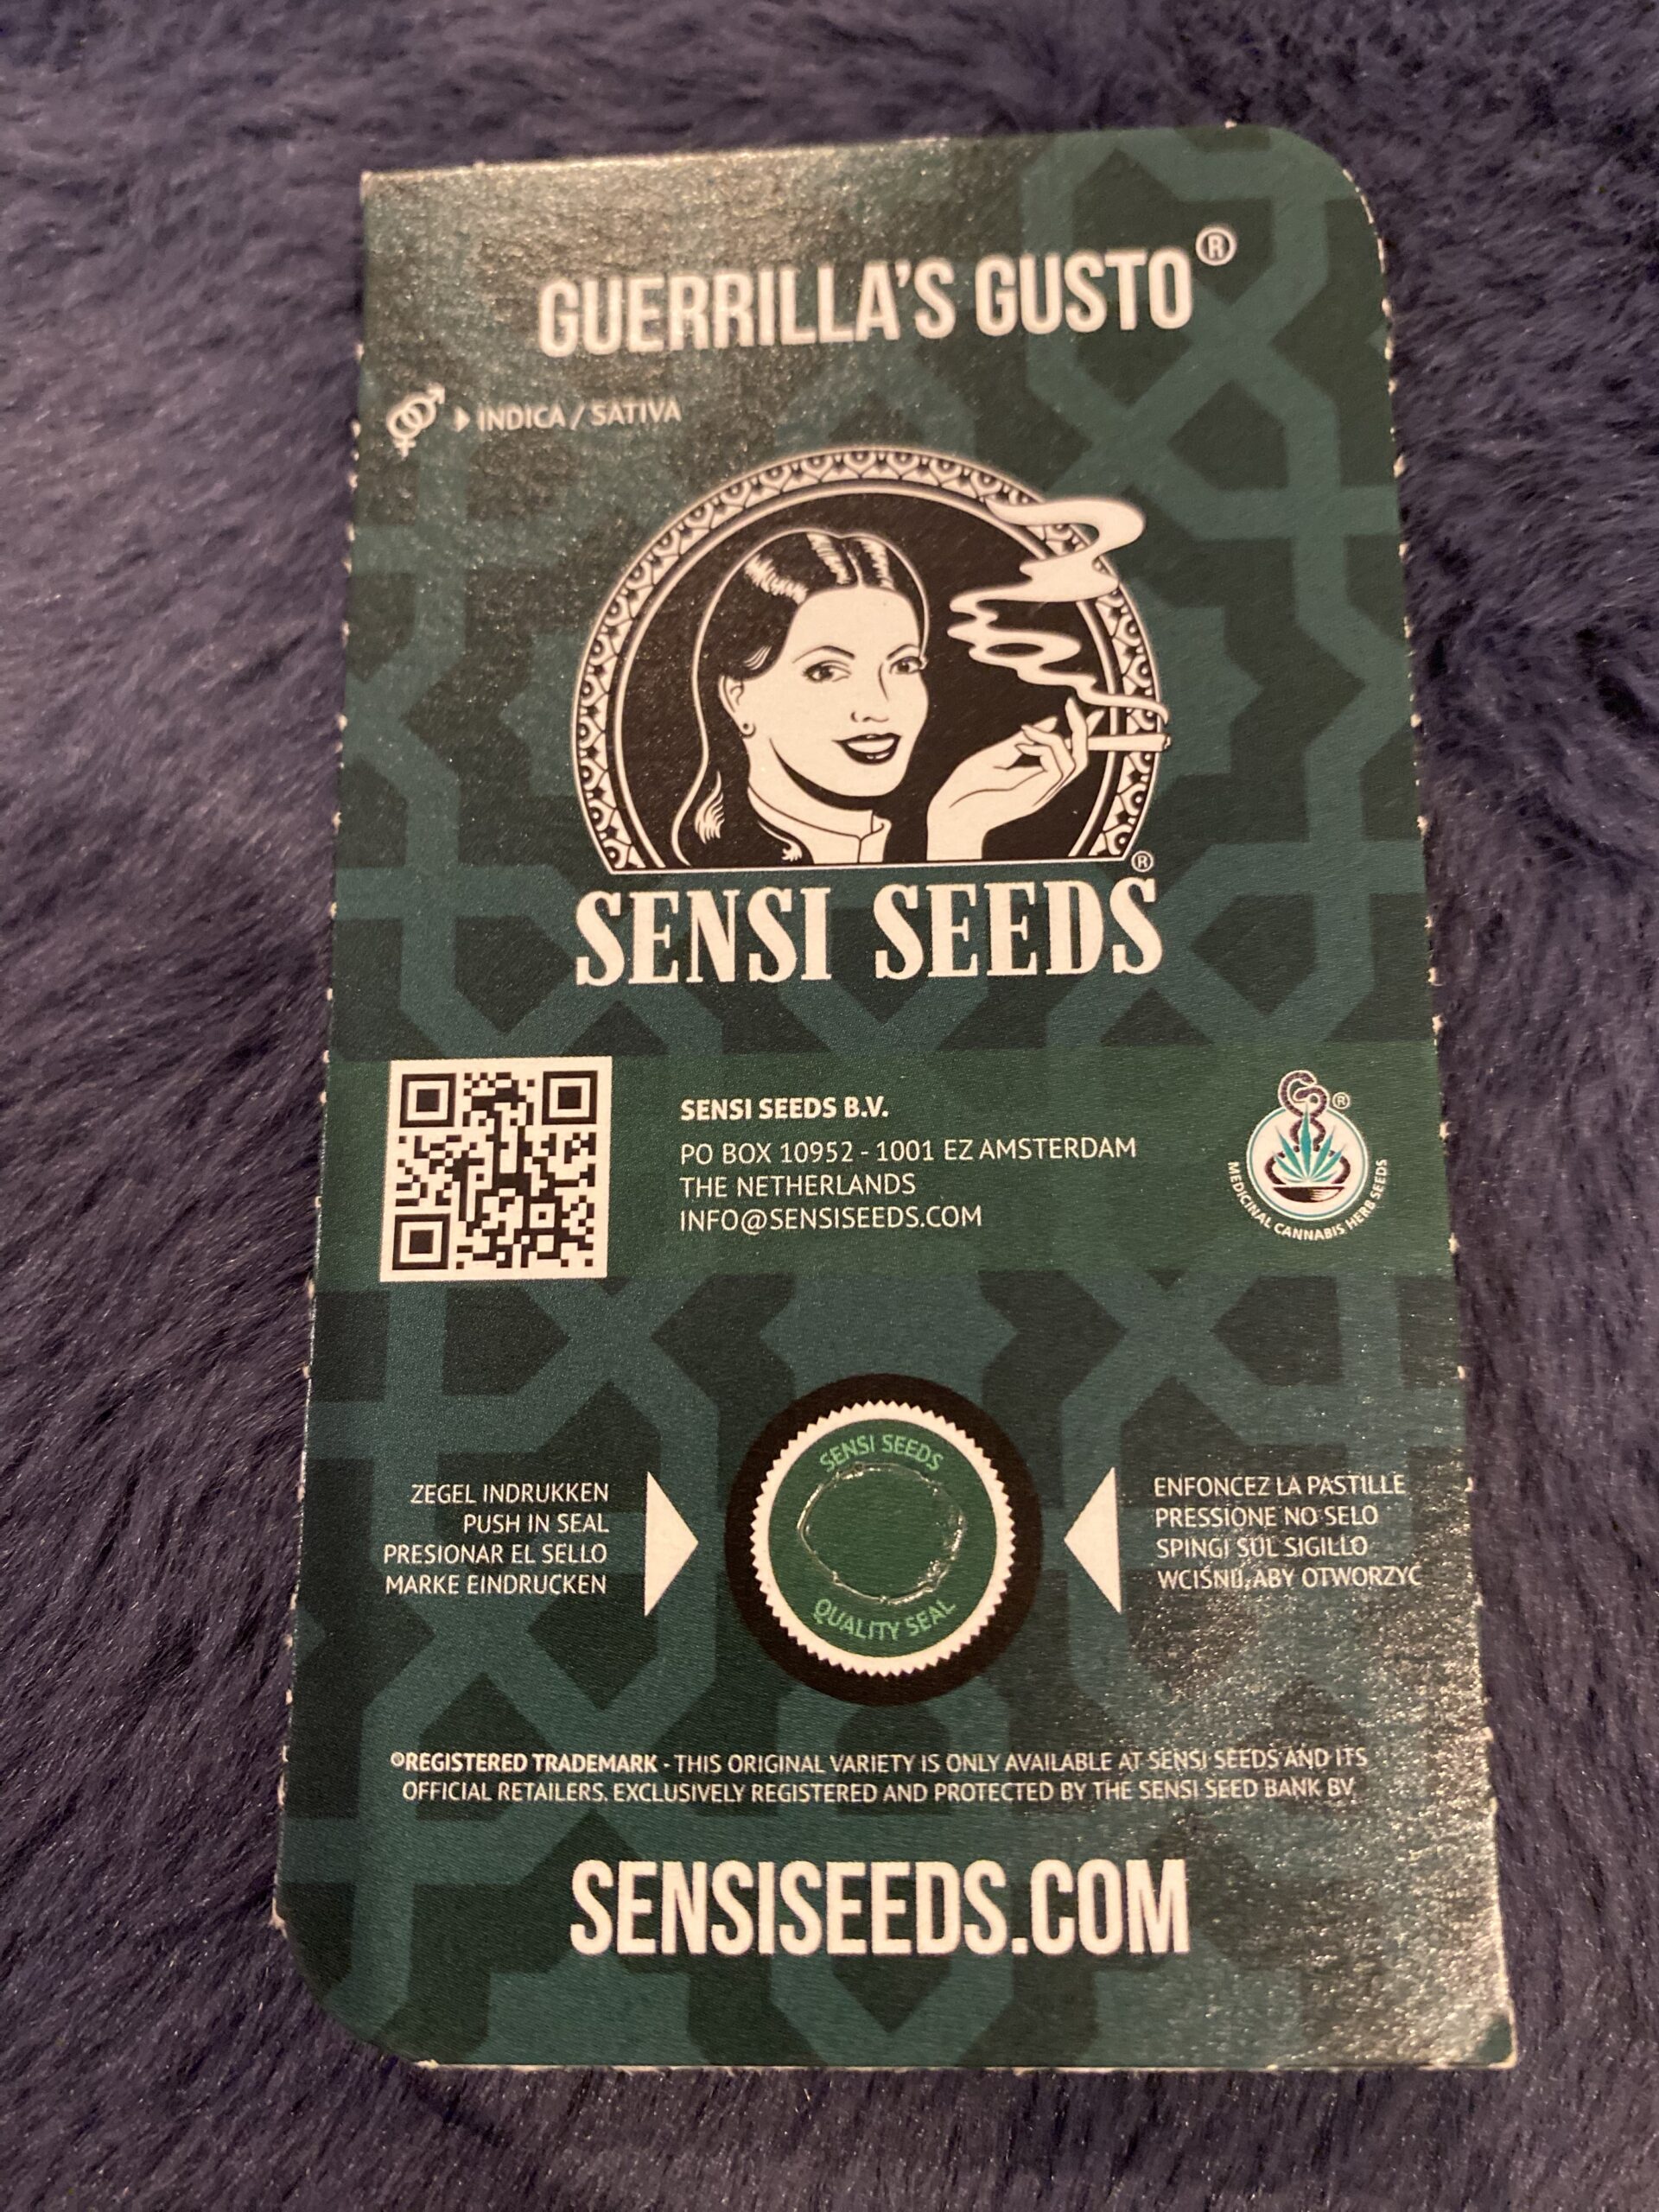 GUERRILLA'S GUSTO®
INDICA / SATIVA
®
SENSI SEEDS
SENSI SEEDS B.V.
PO BOX 10952 - 1001 EZ AMSTERDAM
THE NETHERLANDS
INFO@SENSISEEDS.COM
®
MEDICINAL CANNABIS HERB SEEDS
ZEGEL INDRUKKEN
PUSH IN SEAL
PRESIONAR EL SELLO
MARKE EINDRUCKEN
SENSI SEEDS
QUALITY SEAL
ENFONCEZ LA PASTILLE
PRESSIONE NO SELO
SPINGI SUL SIGILLO
WCIŚNIJ, ABY OTWORZYĆ
®REGISTERED TRADEMARK - THIS ORIGINAL VARIETY IS ONLY AVAILABLE AT SENSI SEEDS AND ITS
OFFICIAL RETAILERS. EXCLUSIVELY REGISTERED AND PROTECTED BY THE SENSI SEED BANK BV
SENSISEEDS.COM